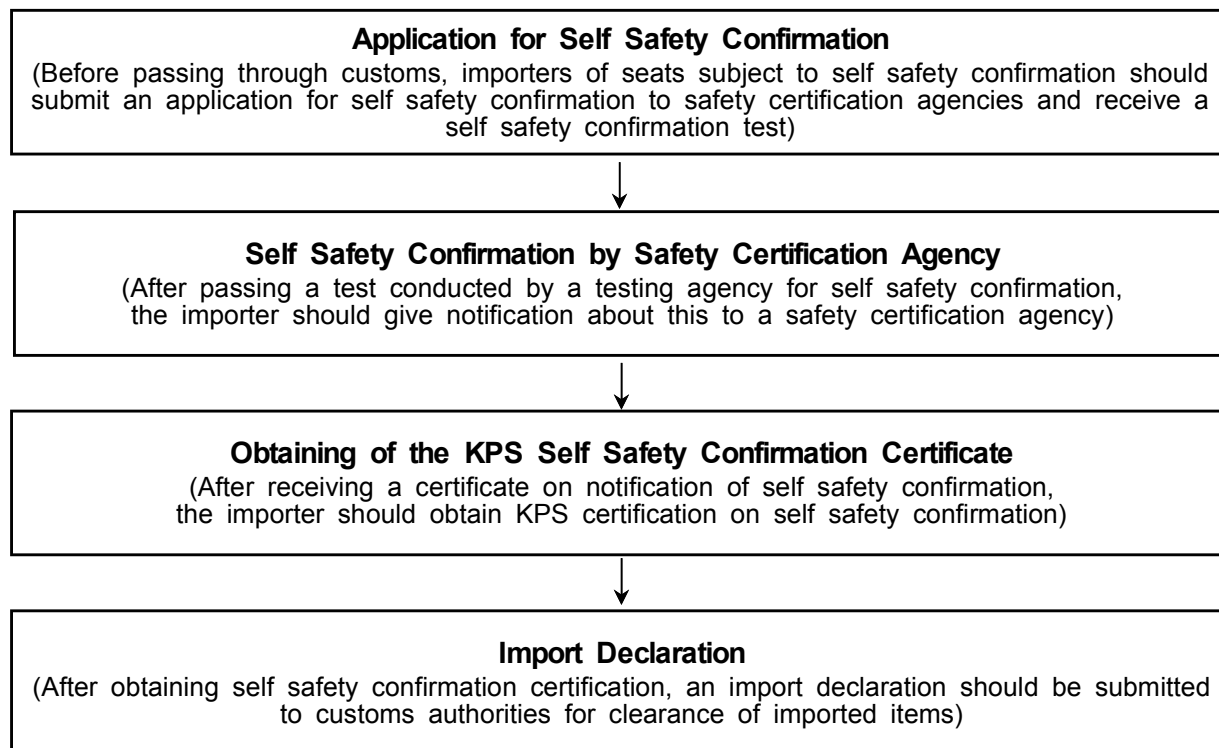 Application for Self Safety Confirmation
(Before passing through customs, importers of seats subject to self safety confirmation should
submit an application for self safety confirmation to safety certification agencies and receive a
self safety confirmation test)
Self Safety Confirmation by Safety Certification Agency
(After passing a test conducted by a testing agency for self safety confirmation,
the importer should give notification about this to a safety certification agency)
Obtaining of the KPS Self Safety Confirmation Certificate
(After receiving a certificate on notification of self safety confirmation,
the importer should obtain KPS certification on self safety confirmation)
Import Declaration
(After obtaining self safety confirmation certification, an import declaration should be submitted
to customs authorities for clearance of imported items)